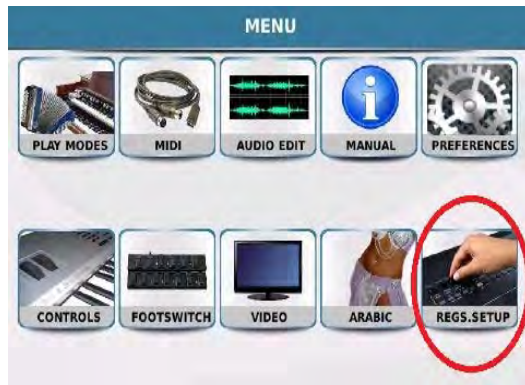 MENU
PLAY MODES
MIDI
AUDIO EDIT
MANUAL
PREFERENCES
CONTROLS
FOOTSWITCH
VIDEO
ARABIC
REGS.SETUP